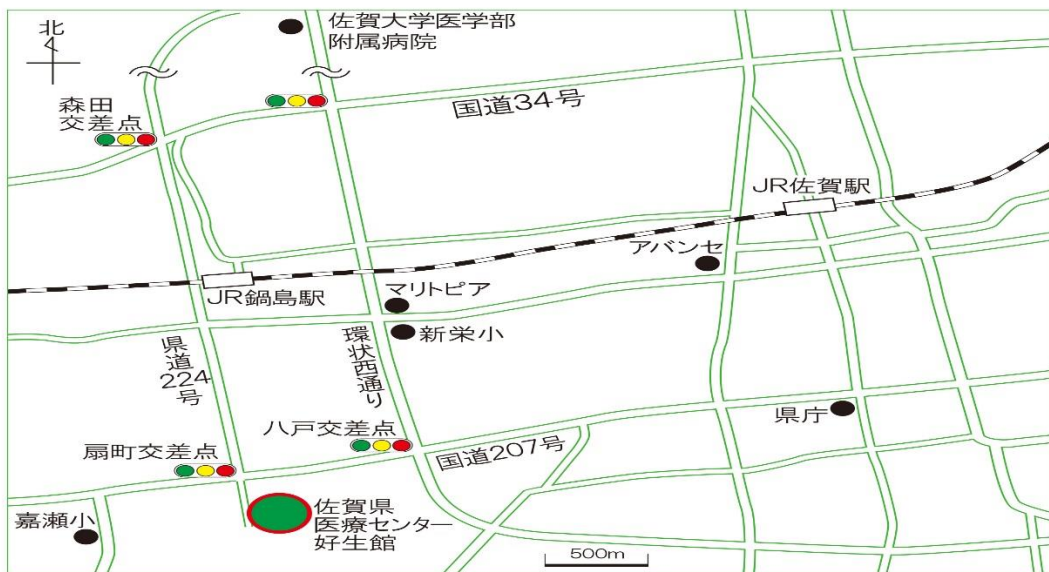 北
佐賀大学医学部
附属病院
森田
交差点
国道34号
JR佐賀駅
アバンセ
JR鍋島駅
マリトピア
新栄小
県道224号
環状西通り
県庁
八戸交差点
国道207号
扇町交差点
嘉瀬小
佐賀県
医療センター
好生館
500m